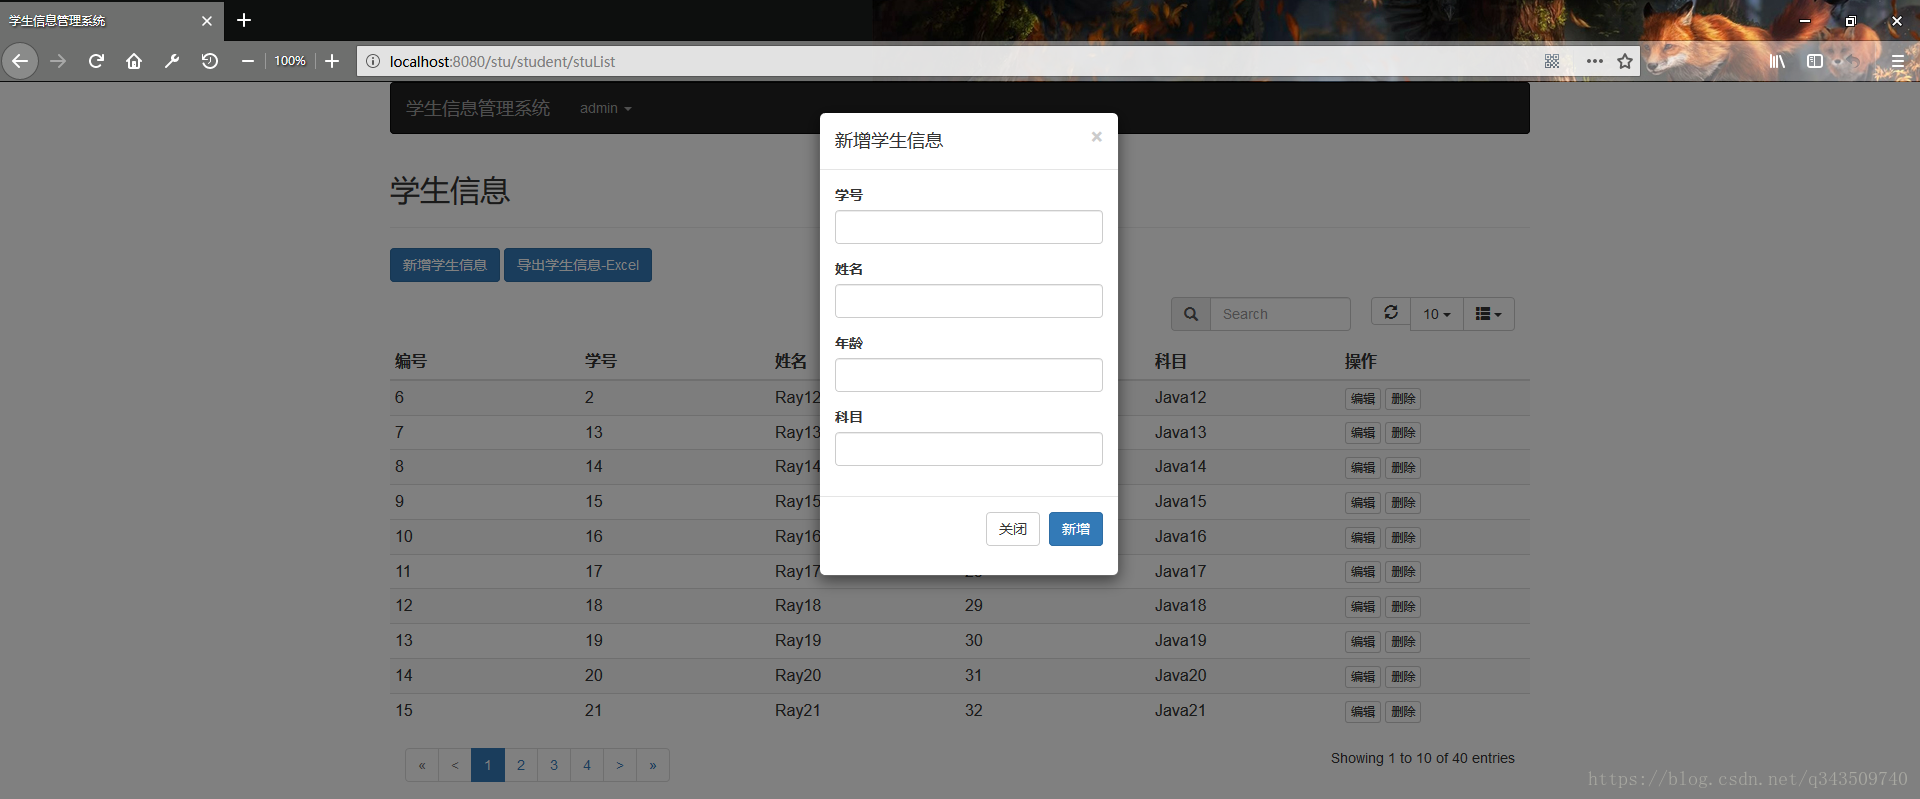 学生信息管理系统
100%
localhost:8080/stu/student/stuList
学生信息管理系统 admin
新增学生信息 ×
学生信息
学号
姓名
年龄
科目
关闭 新增
新增学生信息 导出学生信息-Excel
Search 10
编号 学号 姓名 科目 操作
6 2 Ray12 Java12 编辑 删除
7 13 Ray13 Java13 编辑 删除
8 14 Ray14 Java14 编辑 删除
9 15 Ray15 Java15 编辑 删除
10 16 Ray16 Java16 编辑 删除
11 17 Ray17 Java17 编辑 删除
12 18 Ray18 29 Java18 编辑 删除
13 19 Ray19 30 Java19 编辑 删除
14 20 Ray20 31 Java20 编辑 删除
15 21 Ray21 32 Java21 编辑 删除
« < 1 2 3 4 > »
Showing 1 to 10 of 40 entries
https://blog.csdn.net/q343509740